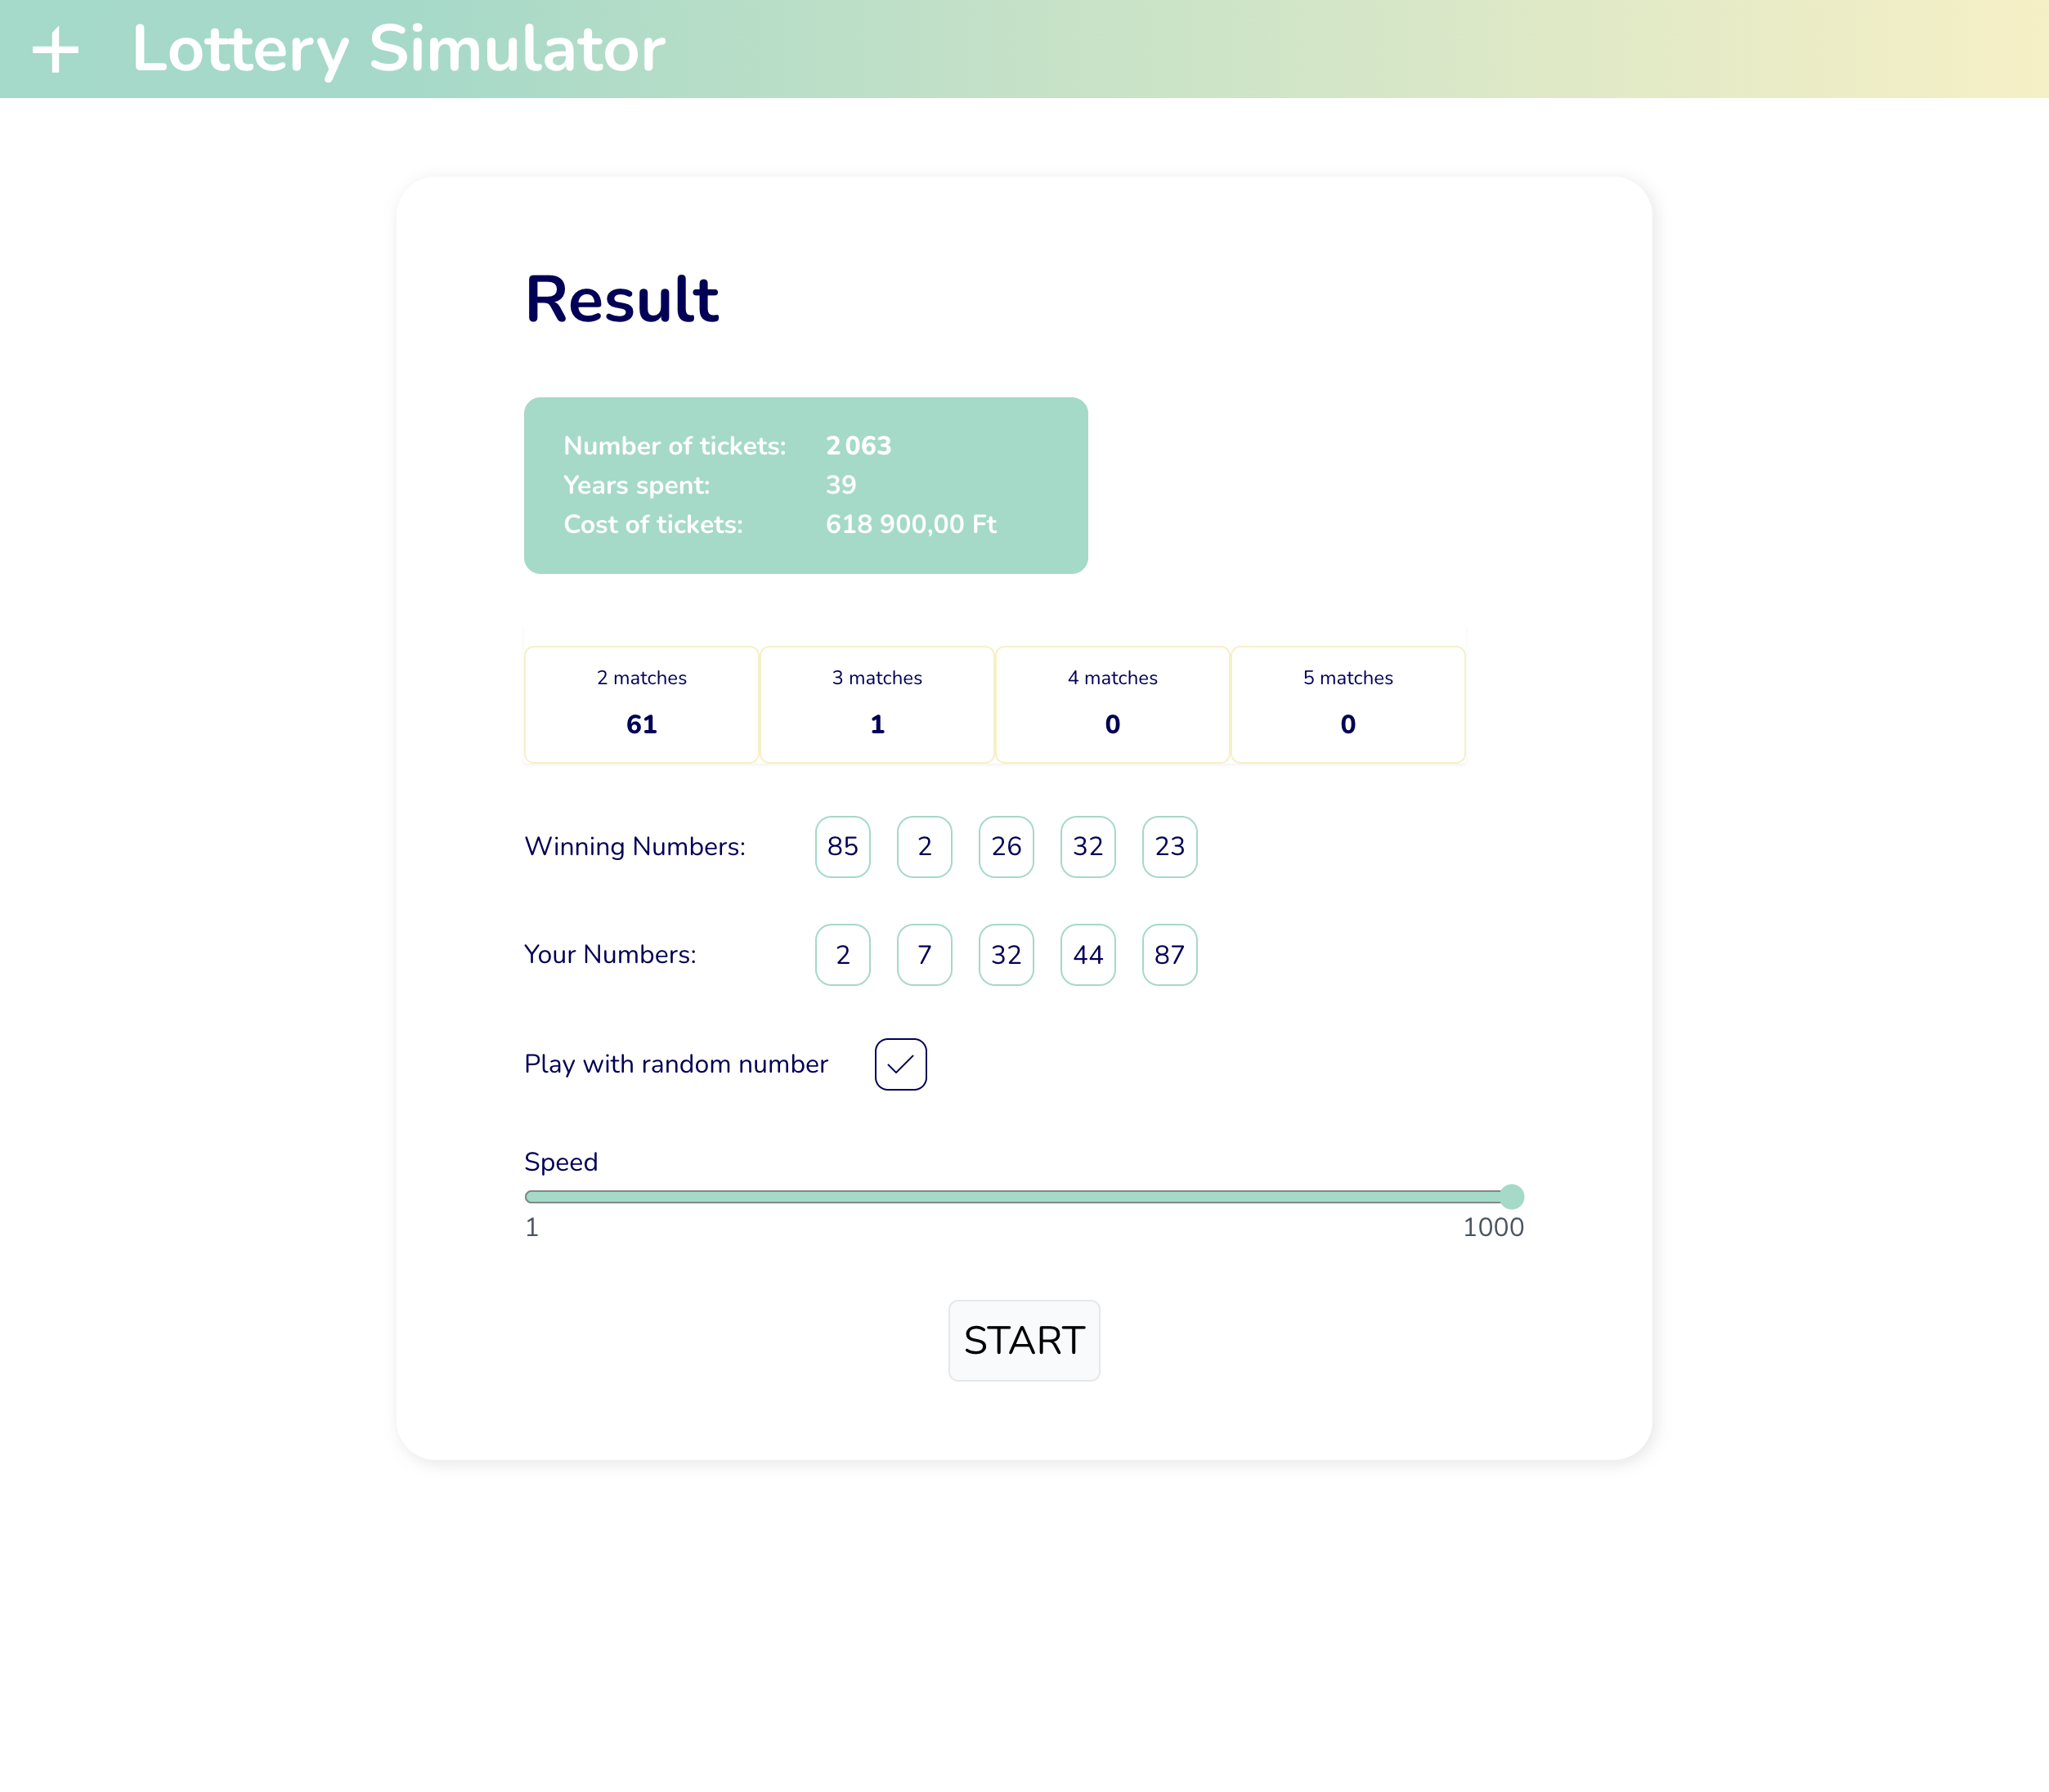 Lottery Simulator
Result
Number of tickets: 2 063
Years spent: 39
Cost of tickets: 618 900,00 Ft
2 matches 3 matches 4 matches 5 matches
61 1 0 0
Winning Numbers: 85 2 26 32 23
Your Numbers: 2 7 32 44 87
Play with random number
Speed
1 1000
START